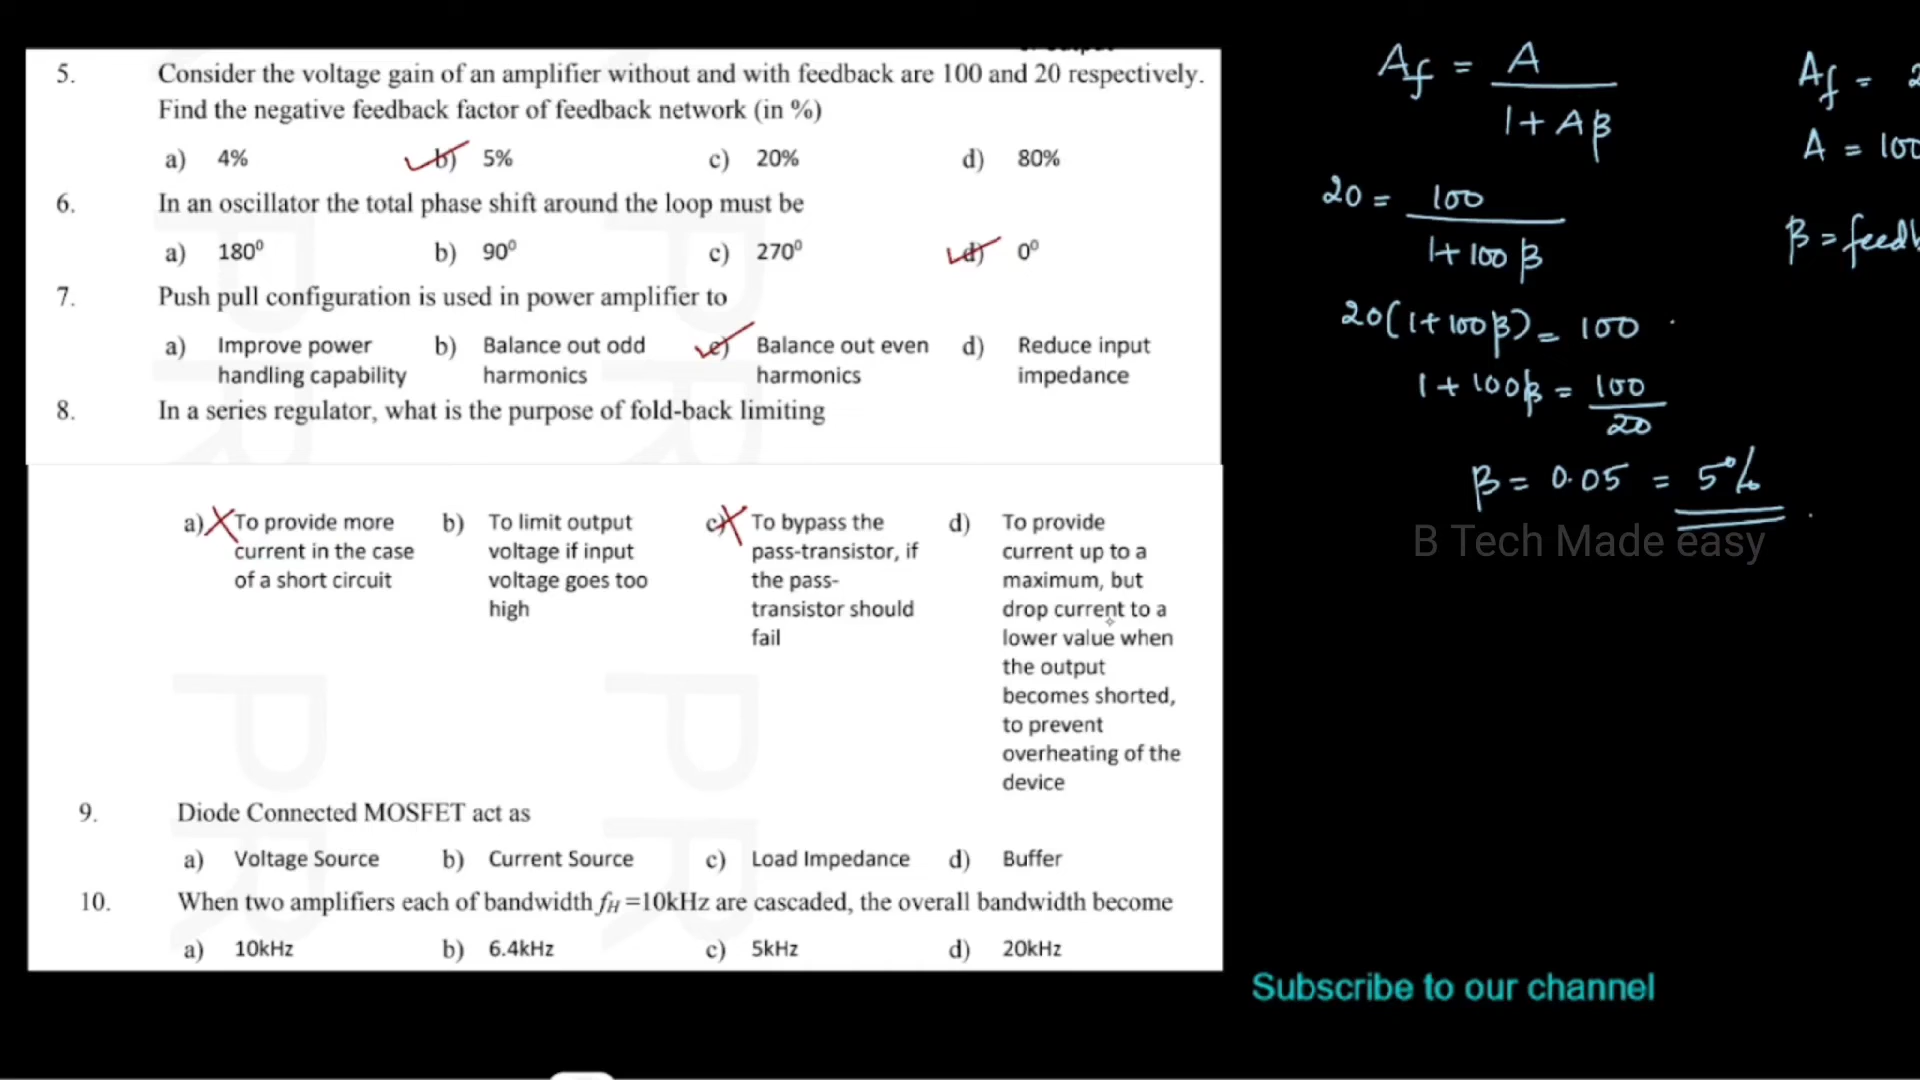 5. Consider the voltage gain of an amplifier without and with feedback are 100 and 20 respectively.
Find the negative feedback factor of feedback network (in %)
a) 4% b) 5% c) 20% d) 80%
6. In an oscillator the total phase shift around the loop must be
a) 180⁰ b) 90⁰ c) 270⁰ d) 0⁰
7. Push pull configuration is used in power amplifier to
a) Improve power handling capability b) Balance out odd harmonics c) Balance out even harmonics d) Reduce input impedance
8. In a series regulator, what is the purpose of fold-back limiting
a) To provide more current in the case of a short circuit
b) To limit output voltage if input voltage goes too high
c) To bypass the pass-transistor, if the pass-transistor should fail
d) To provide current up to a maximum, but drop current to a lower value when the output becomes shorted, to prevent overheating of the device
9. Diode Connected MOSFET act as
a) Voltage Source b) Current Source c) Load Impedance d) Buffer
10. When two amplifiers each of bandwidth fH =10kHz are cascaded, the overall bandwidth become
a) 10kHz b) 6.4kHz c) 5kHz d) 20kHz
Af = A / 1 + Aβ
20 = 100 / 1 + 100 β
20(1 + 100 β) = 100
1 + 100β = 100 / 20
β = 0.05 = 5%
Af = 2
A = 100
β = feedb
B Tech Made easy
Subscribe to our channel